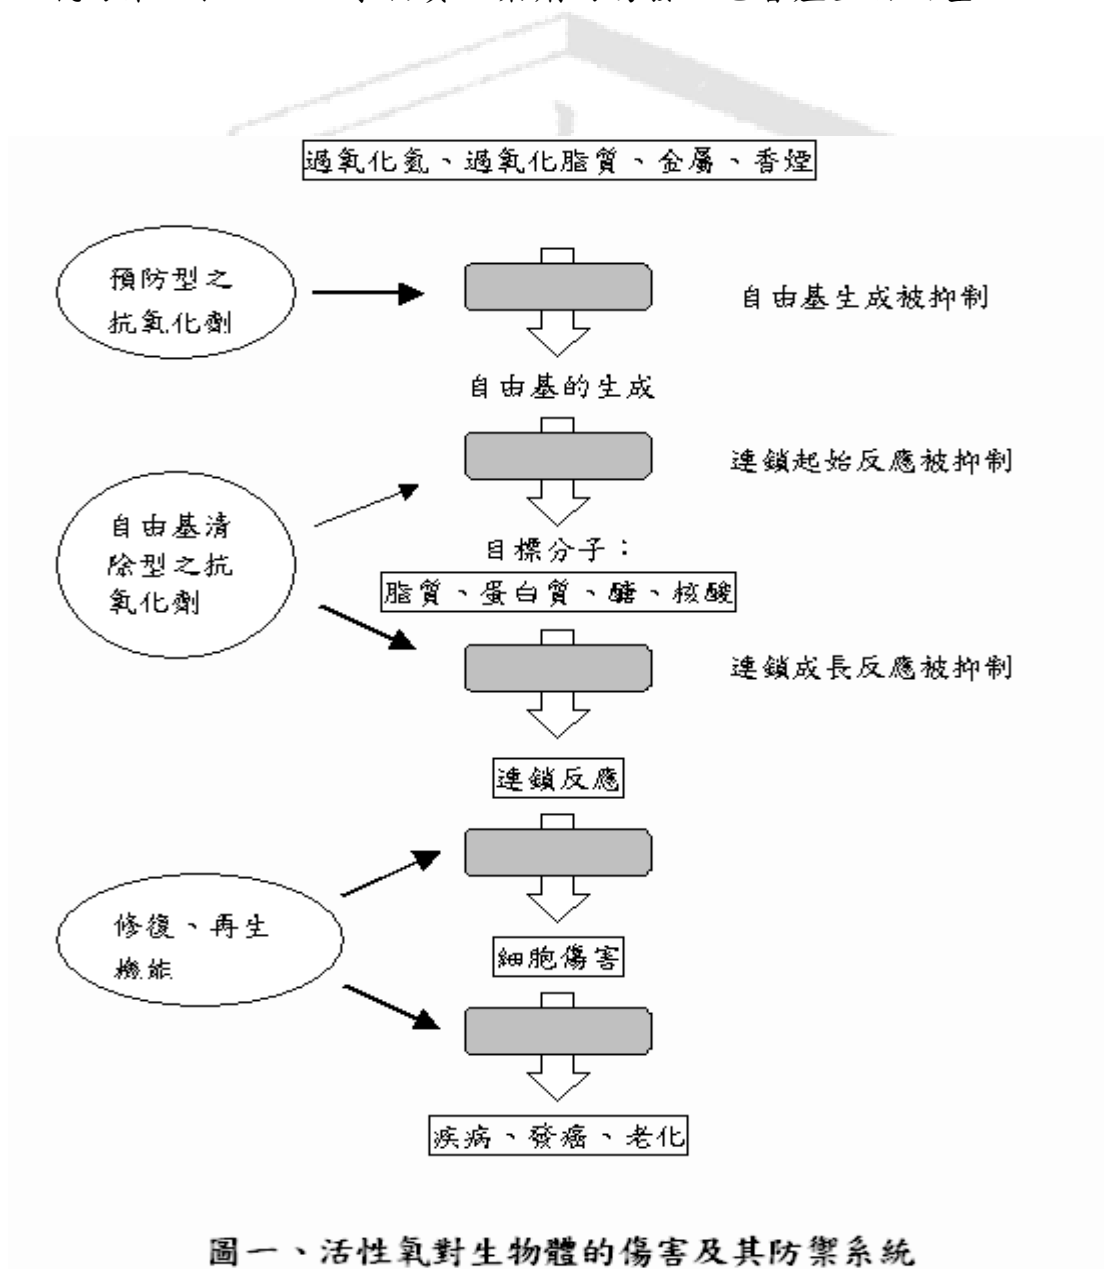 過氧化氫、過氧化脂質、金屬、香煙
預防型之
抗氧化劑
自由基生成被抑制
自由基的生成
連鎖起始反應被抑制
自由基清
除型之抗
氧化劑
目標分子：
脂質、蛋白質、醣、核酸
連鎖成長反應被抑制
連鎖反應
修復、再生
機能
細胞傷害
疾病、發癌、老化
圖一、活性氧對生物體的傷害及其防禦系統